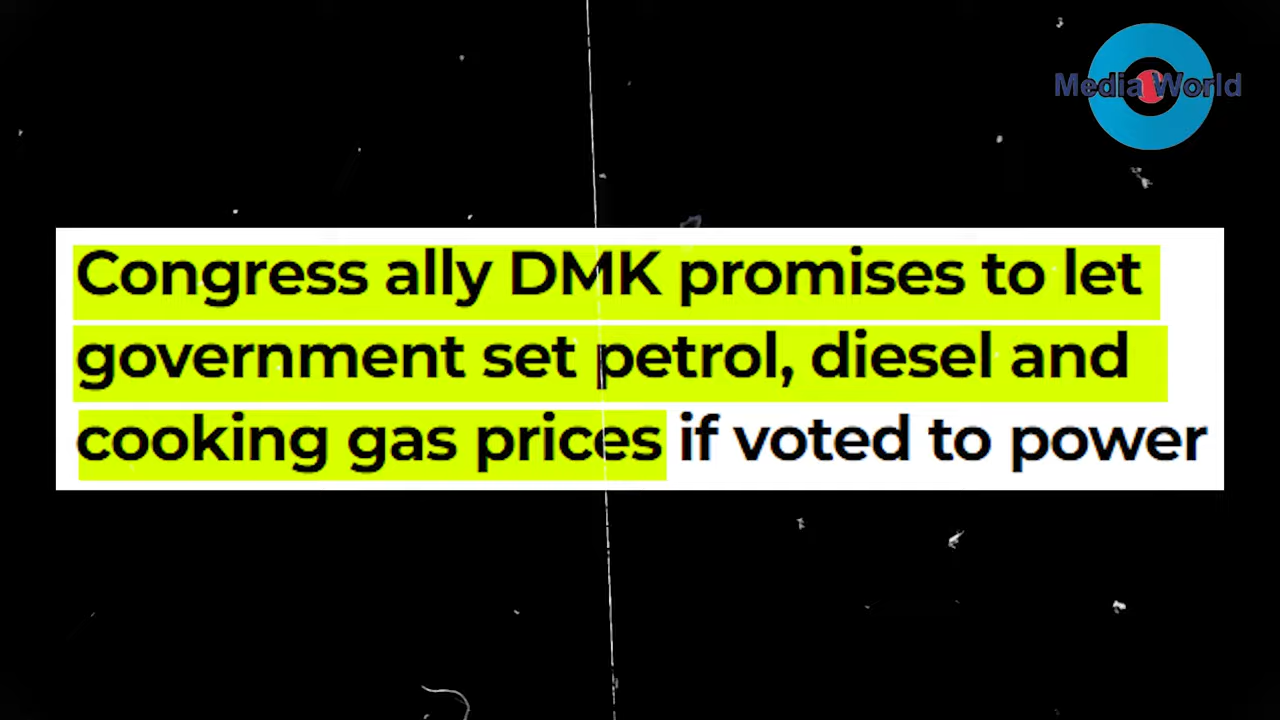 Media World
Congress ally DMK promises to let
government set petrol, diesel and
cooking gas prices if voted to power